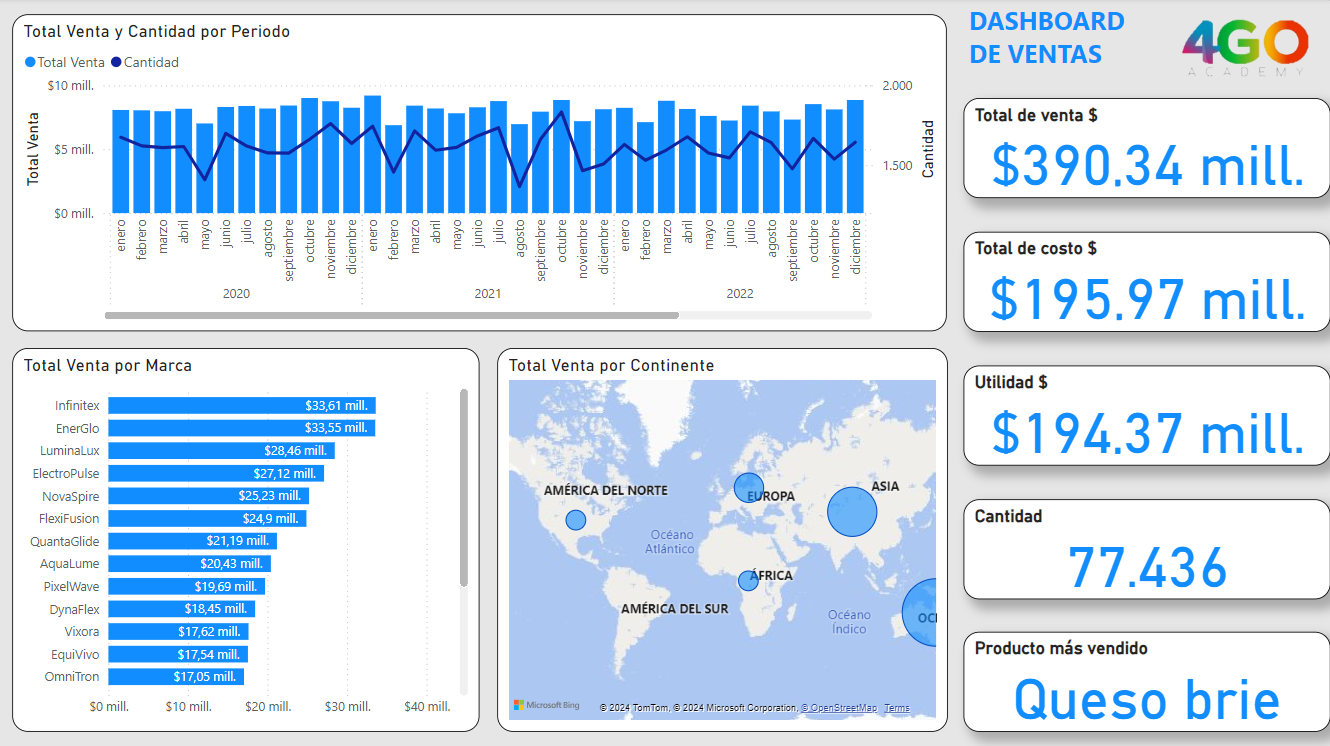 Total Venta y Cantidad por Periodo
Total Venta Cantidad
$10 mill.
$5 mill.
$0 mill.
Total Venta
2.000
1.500
Cantidad
enero febrero marzo abril mayo junio julio agosto septiembre octubre noviembre diciembre enero febrero marzo abril mayo junio julio agosto septiembre octubre noviembre diciembre enero febrero marzo abril mayo junio julio agosto septiembre octubre noviembre diciembre
2020 2021 2022
DASHBOARD
DE VENTAS
4GO
ACADEMY
Total de venta $
$390,34 mill.
Total de costo $
$195,97 mill.
Utilidad $
$194,37 mill.
Cantidad
77.436
Producto más vendido
Queso brie
Total Venta por Marca
Infinitex $33,61 mill.
EnerGlo $33,55 mill.
LuminaLux $28,46 mill.
ElectroPulse $27,12 mill.
NovaSpire $25,23 mill.
FlexiFusion $24,9 mill.
QuantaGlide $21,19 mill.
AquaLume $20,43 mill.
PixelWave $19,69 mill.
DynaFlex $18,45 mill.
Vixora $17,62 mill.
EquiVivo $17,54 mill.
OmniTron $17,05 mill.
$0 mill. $10 mill. $20 mill. $30 mill. $40 mill.
Total Venta por Continente
AMÉRICA DEL NORTE
EUROPA
ASIA
Océano
Atlántico
ÁFRICA
AMÉRICA DEL SUR
Océano
Índico
OC
Microsoft Bing
© 2024 TomTom, © 2024 Microsoft Corporation, © OpenStreetMap Terms